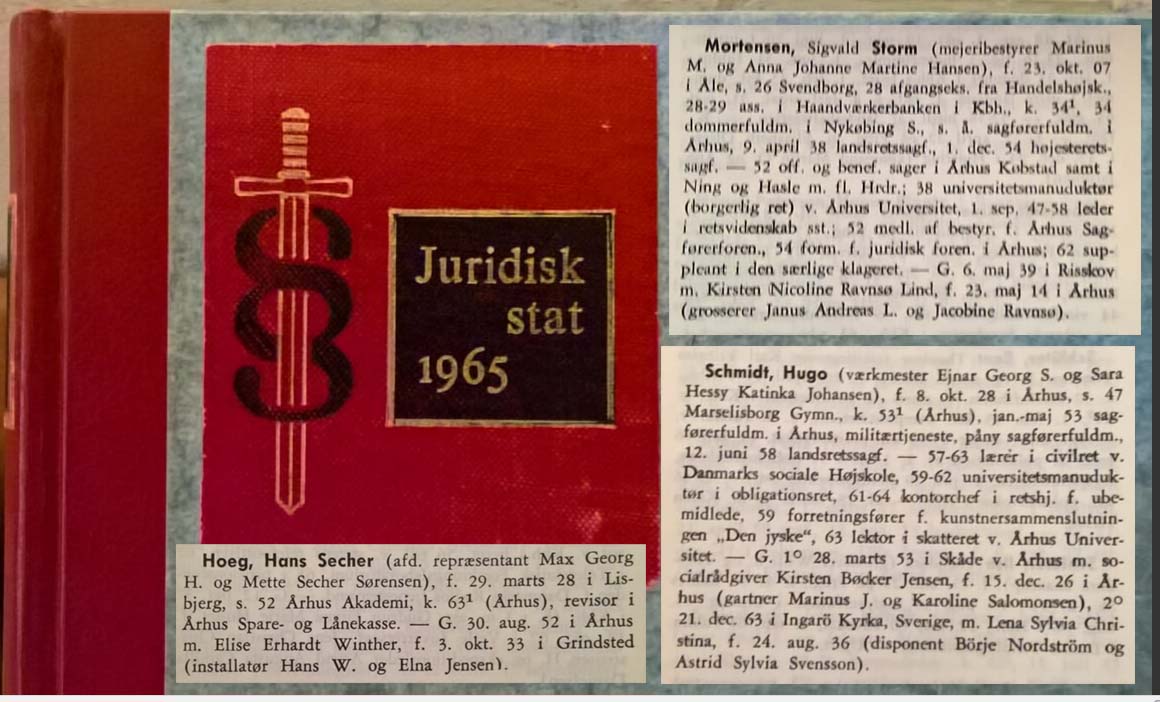 Juridisk
stat
1965
Hoeg, Hans Secher (afd. repræsentant Max Georg
H. og Mette Secher Sørensen), f. 29. marts 28 i Lis-
bjerg, s. 52 Århus Akademi, k. 63¹ (Århus), revisor i
Århus Spare- og Lånekasse. — G. 30. aug. 52 i Århus
m. Elise Erhardt Winther, f. 3. okt. 33 i Grindsted
(installatør Hans W. og Elna Jensen).
Mortensen, Sigvald Storm (mejeribestyrer Marinus
M. og Anna Johanne Martine Hansen), f. 23. okt. 07
i Åle, s. 26 Svendborg, 28 afgangseks. fra Handelshøjsk.,
28-29 ass. i Haandværkerbanken i Kbh., k. 34¹, 34
dommerfuldm. i Nykøbing S., s. å. sagførerfuldm. i
Århus, 9. april 38 landsretssagf., 1. dec. 54 højesterets-
sagf. — 52 off. og benef. sager i Århus Købstad samt i
Ning og Hasle m. fl. Hrdr.; 38 universitetsmanuduktør
(borgerlig ret) v. Århus Universitet, 1. sep. 47-58 leder
i retsvidenskab sst.; 52 medl. af bestyr. f. Århus Sag-
førerforen., 54 form. f. juridisk foren. i Århus; 62 sup-
pleant i den særlige klageret. — G. 6. maj 39 i Risskov
m. Kirsten Nicoline Ravnsø Lind, f. 23. maj 14 i Århus
(grosserer Janus Andreas L. og Jacobine Ravnsø).
Schmidt, Hugo (værkmester Ejnar Georg S. og Sara
Hessy Katinka Johansen), f. 8. okt. 28 i Århus, s. 47
Marselisborg Gymn., k. 53¹ (Århus), jan.-maj 53 sag-
førerfuldm. i Århus, militærtjeneste, påny sagførerfuldm.,
12. juni 58 landsretssagf. — 57-63 lærer i civilret v.
Danmarks sociale Højskole, 59-62 universitetsmanuduk-
tør i obligationsret, 61-64 kontorchef i retshj. f. ube-
midlede, 59 forretningsfører f. kunstnersammenslutnin-
gen „Den jyske“, 63 lektor i skatteret v. Århus Univer-
sitet. — G. 1° 28. marts 53 i Skåde v. Århus m. so-
cialrådgiver Kirsten Bøcker Jensen, f. 15. dec. 26 i År-
hus (gartner Marinus J. og Karoline Salomonsen), 2°
21. dec. 63 i Ingarö Kyrka, Sverige, m. Lena Sylvia Chri-
stina, f. 24. aug. 36 (disponent Börje Nordström og
Astrid Sylvia Svensson).